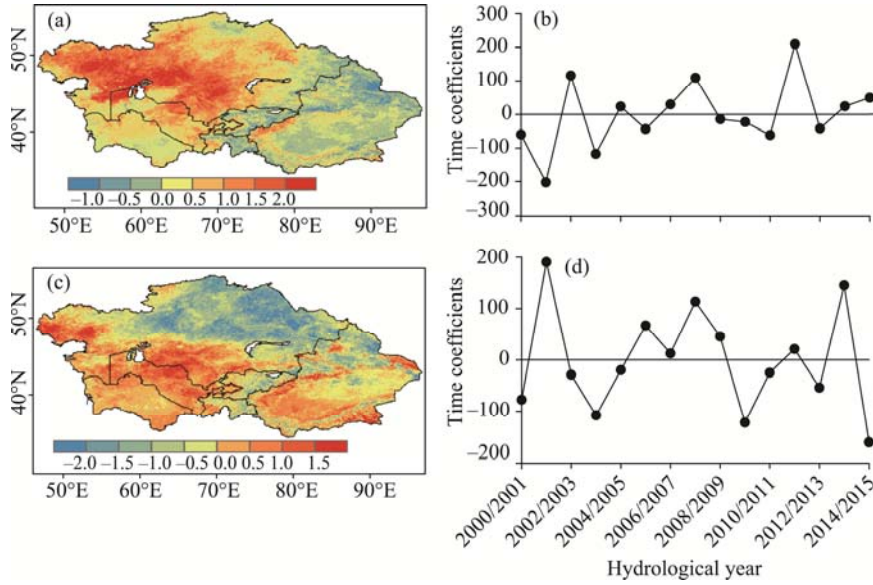 (a)
50°N
40°N
−1.0 −0.5 0.0 0.5 1.0 1.5 2.0
50°E 60°E 70°E 80°E 90°E
(b)
Time coefficients
300
200
100
0
−100
−200
−300
(c)
50°N
40°N
−2.0 −1.5 −1.0 −0.5 0.0 0.5 1.0 1.5
50°E 60°E 70°E 80°E 90°E
(d)
Time coefficients
200
100
0
−100
−200
2000/2001
2002/2003
2004/2005
2006/2007
2008/2009
2010/2011
2012/2013
2014/2015
Hydrological year